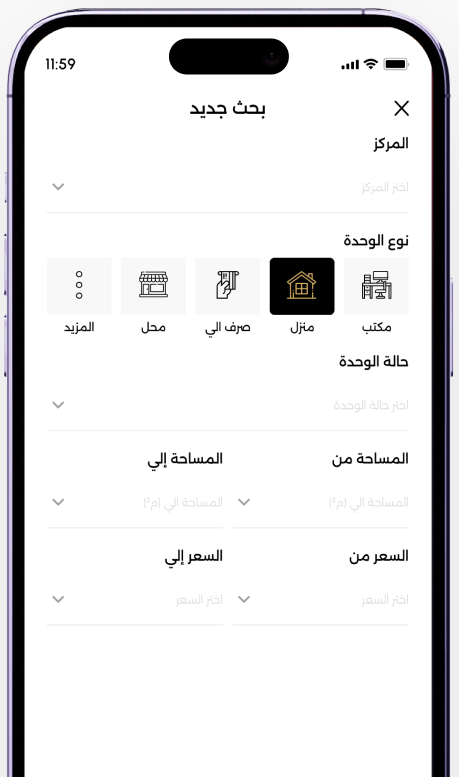 11:59
بحث جديد
المركز
اختر المركز
نوع الوحدة
مكتب منزل صرف الي محل المزيد
حالة الوحدة
اختر حالة الوحدة
المساحة من المساحة إلي
المساحة الي (م²) المساحة الي (م²)
السعر من السعر إلي
اختر السعر اختر السعر